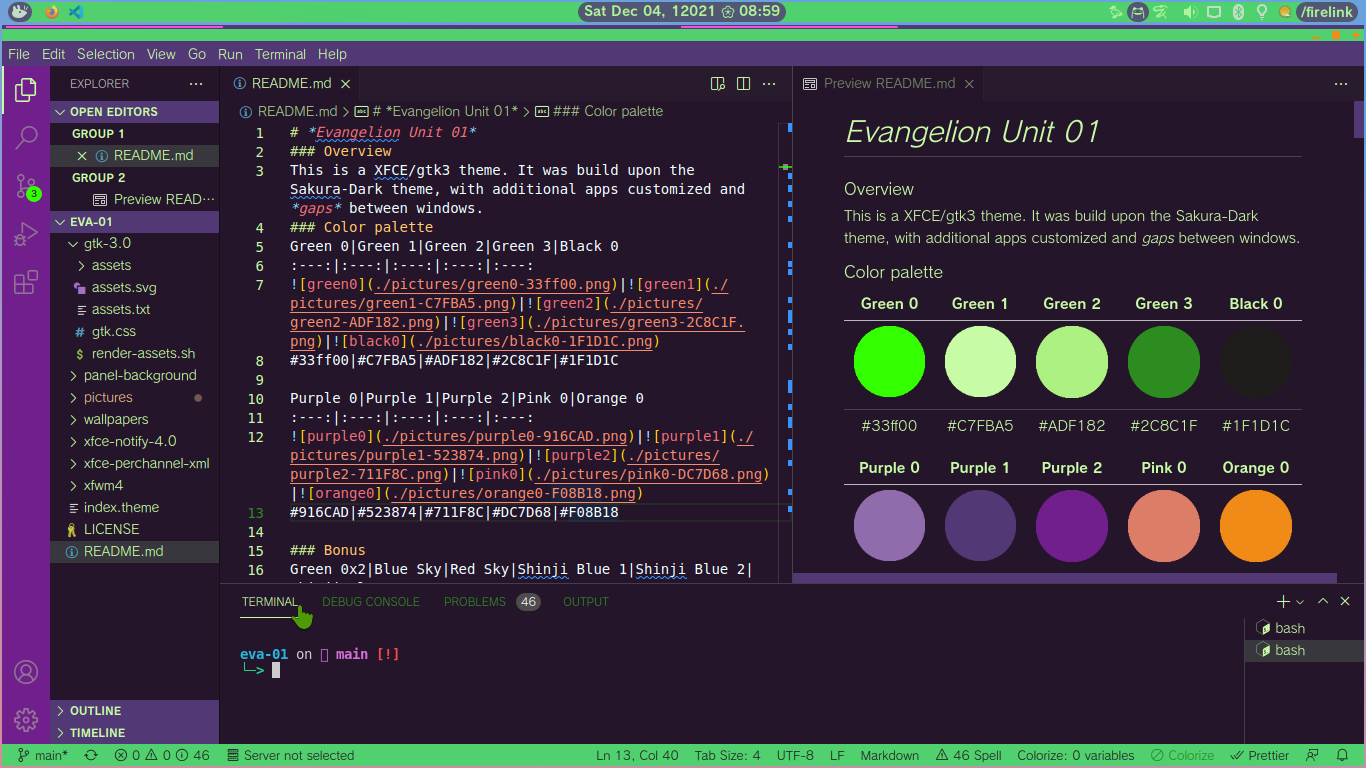 Sat Dec 04, 12021 08:59
/firelink
File Edit Selection View Go Run Terminal Help
EXPLORER
OPEN EDITORS
GROUP 1
README.md
GROUP 2
Preview READ···
EVA-01
gtk-3.0
assets
assets.svg
assets.txt
# gtk.css
$ render-assets.sh
panel-background
pictures
wallpapers
xfce-notify-4.0
xfce-perchannel-xml
xfwm4
index.theme
LICENSE
README.md
OUTLINE
TIMELINE
3
README.md
README.md > # *Evangelion Unit 01* > ### Color palette
1 # *Evangelion Unit 01*
2 ### Overview
3 This is a XFCE/gtk3 theme. It was build upon the
Sakura-Dark theme, with additional apps customized and
*gaps* between windows.
4 ### Color palette
5 Green 0|Green 1|Green 2|Green 3|Black 0
6 :---:|:---:|:---:|:---:|:---:
7 ![green0](./pictures/green0-33ff00.png)|![green1](./
pictures/green1-C7FBA5.png)|![green2](./pictures/
green2-ADF182.png)|![green3](./pictures/green3-2C8C1F.
png)|![black0](./pictures/black0-1F1D1C.png)
8 #33ff00|#C7FBA5|#ADF182|#2C8C1F|#1F1D1C
9
10 Purple 0|Purple 1|Purple 2|Pink 0|Orange 0
11 :---:|:---:|:---:|:---:|:---:
12 ![purple0](./pictures/purple0-916CAD.png)|![purple1](./
pictures/purple1-523874.png)|![purple2](./pictures/
purple2-711F8C.png)|![pink0](./pictures/pink0-DC7D68.png)
|![orange0](./pictures/orange0-F08B18.png)
13 #916CAD|#523874|#711F8C|#DC7D68|#F08B18
14
15 ### Bonus
16 Green 0x2|Blue Sky|Red Sky|Shinji Blue 1|Shinji Blue 2|
Preview README.md
Evangelion Unit 01
Overview
This is a XFCE/gtk3 theme. It was build upon the Sakura-Dark
theme, with additional apps customized and gaps between windows.
Color palette
Green 0 Green 1 Green 2 Green 3 Black 0
#33ff00 #C7FBA5 #ADF182 #2C8C1F #1F1D1C
Purple 0 Purple 1 Purple 2 Pink 0 Orange 0
TERMINAL DEBUG CONSOLE PROBLEMS 46 OUTPUT
eva-01 on main [!]
bash
bash
main* 0 0 46 Server not selected Ln 13, Col 40 Tab Size: 4 UTF-8 LF Markdown 46 Spell Colorize: 0 variables Colorize Prettier